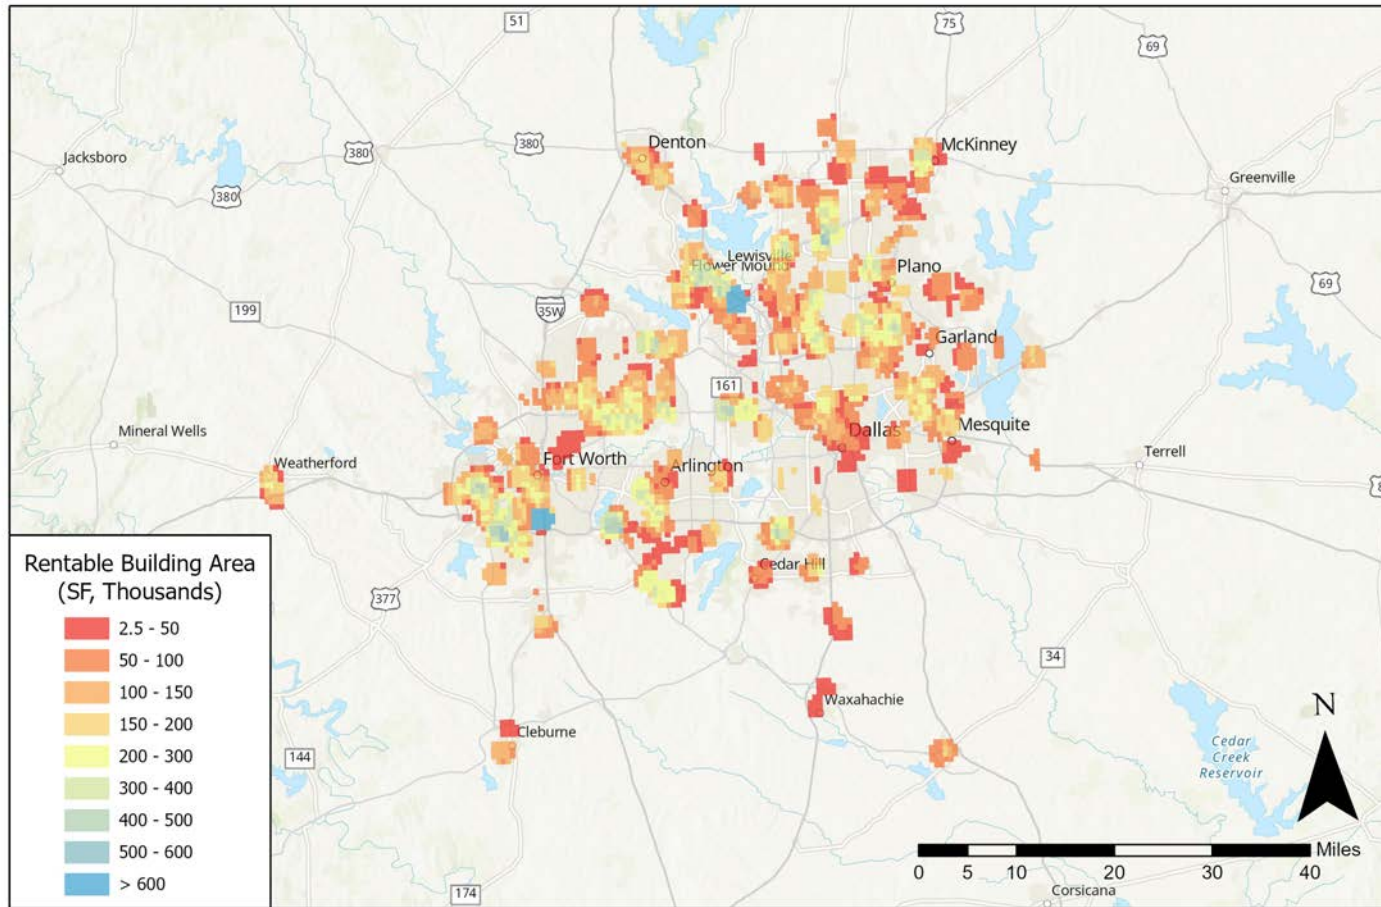 51
75
69
Denton
380
McKinney
380
Jacksboro
Greenville
380
Lewisville
Flower Mound
Plano
69
35W
199
Garland
161
Mineral Wells
Dallas
Mesquite
Fort Worth
Arlington
Terrell
Weatherford
8
Cedar Hill
377
34
Waxahachie
Cleburne
144
Cedar
Creek
Reservoir
174
Corsicana
Rentable Building Area
(SF, Thousands)
2.5 - 50
50 - 100
100 - 150
150 - 200
200 - 300
300 - 400
400 - 500
500 - 600
> 600
N
Miles
0 5 10 20 30 40